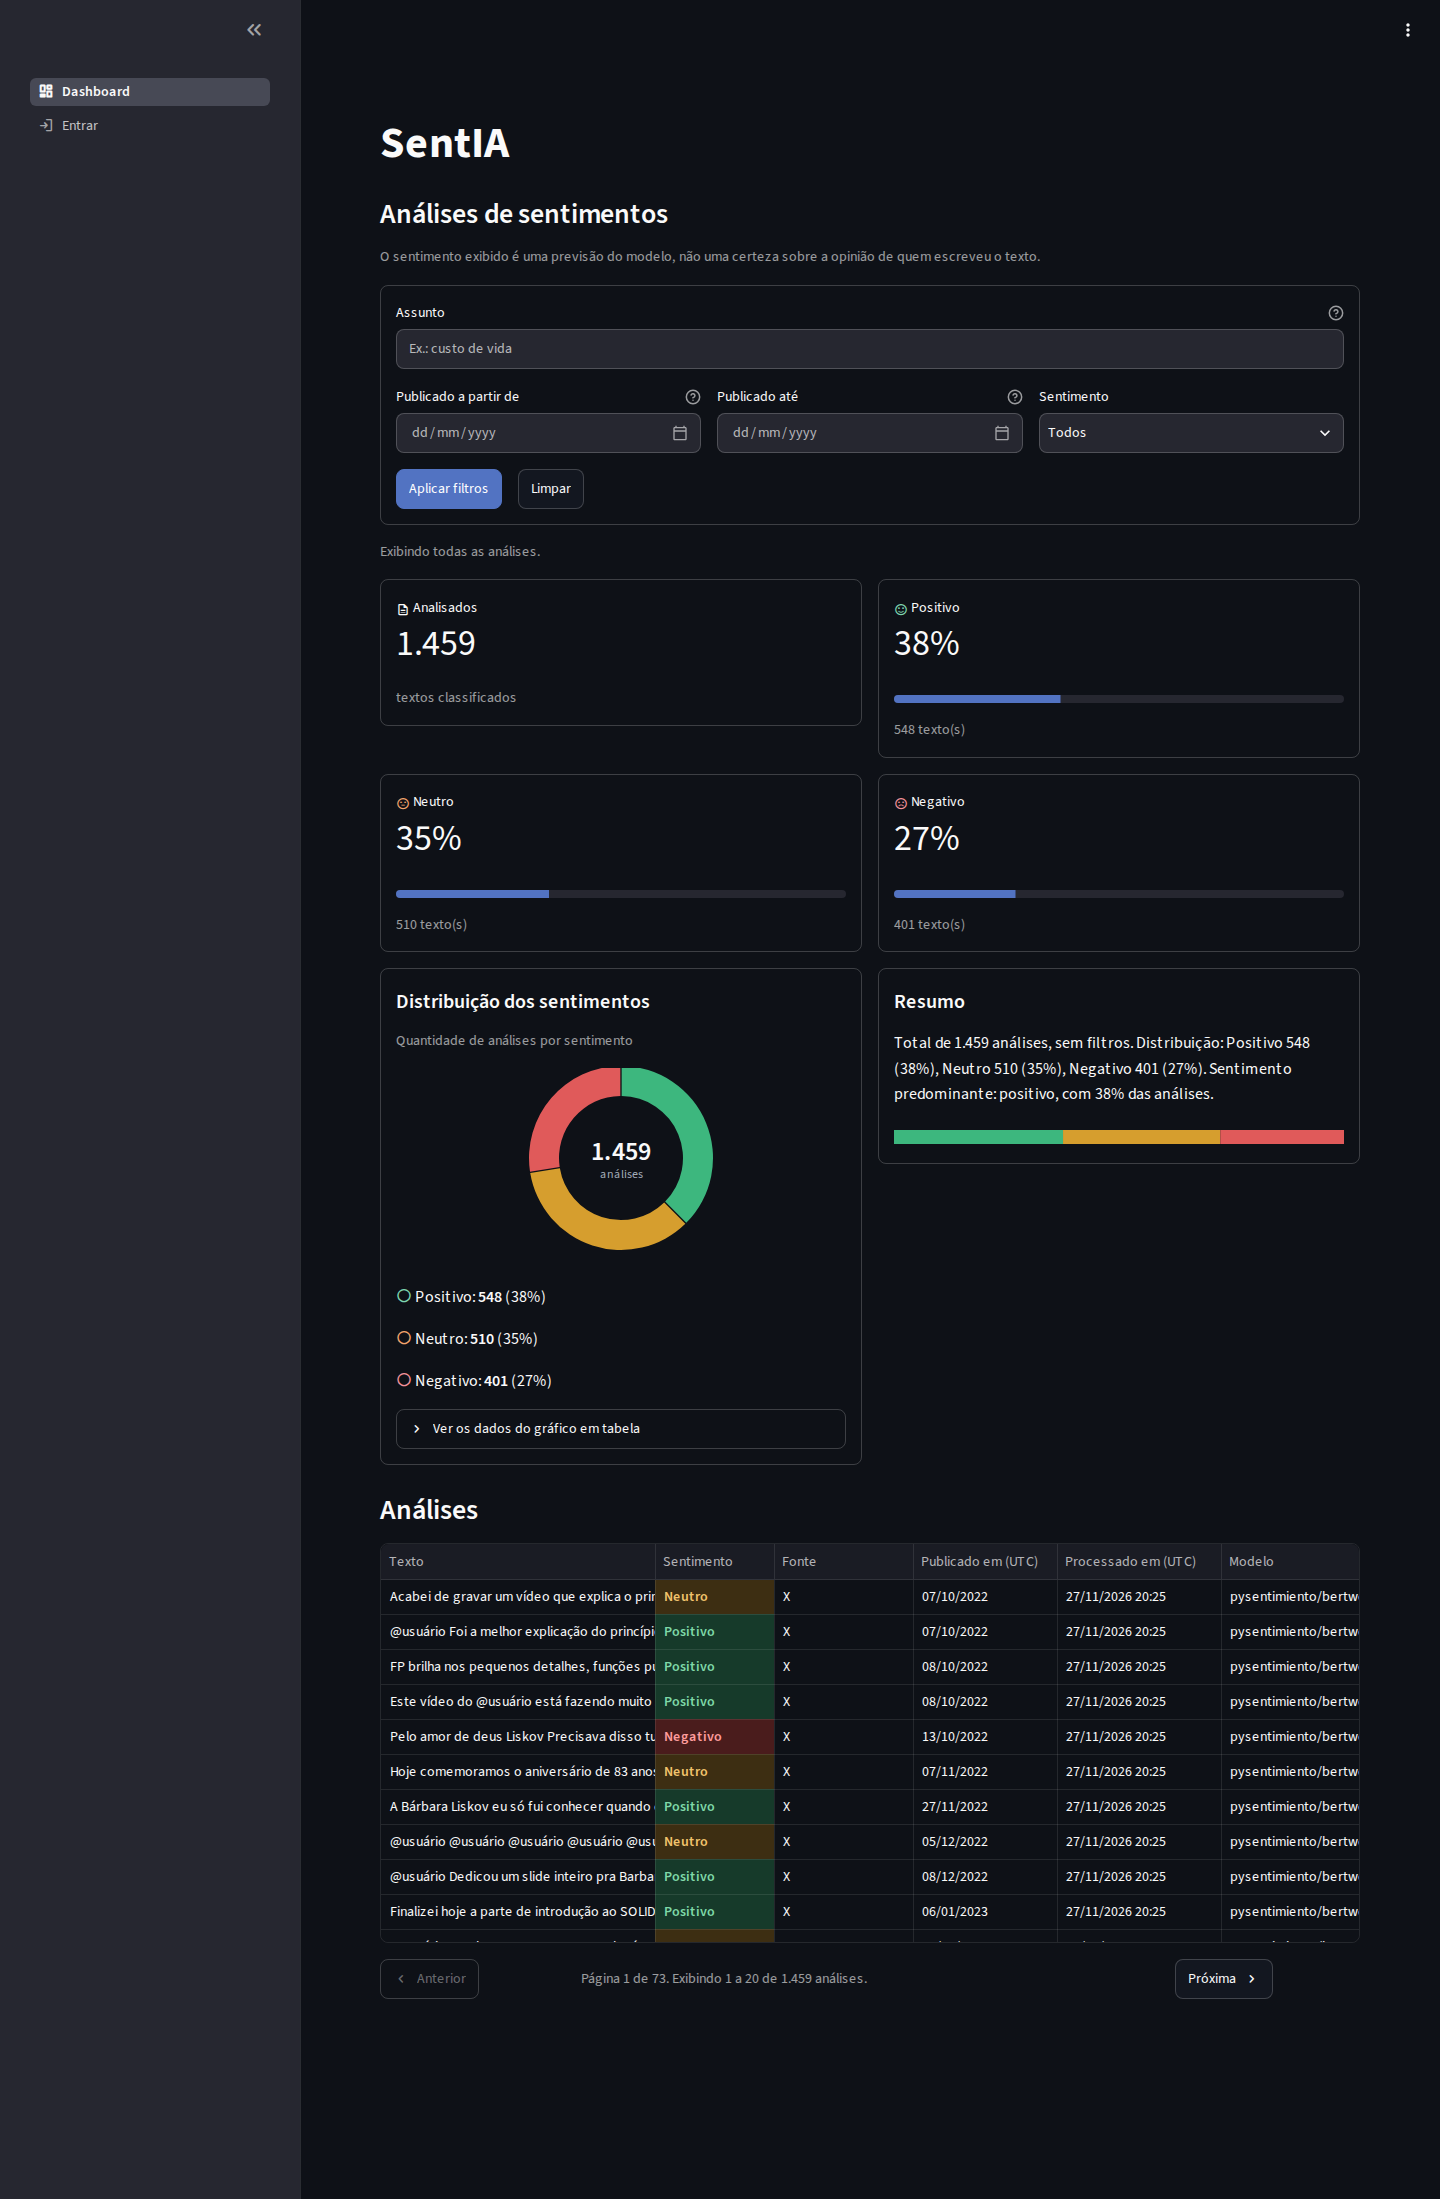 Dashboard
Entrar
SentIA
Análises de sentimentos
O sentimento exibido é uma previsão do modelo, não uma certeza sobre a opinião de quem escreveu o texto.
Assunto
Ex.: custo de vida
Publicado a partir de
Publicado até
Sentimento
dd / mm / yyyy
dd / mm / yyyy
Todos
Aplicar filtros
Limpar
Exibindo todas as análises.
Analisados
1.459
textos classificados
Positivo
38%
548 texto(s)
Neutro
35%
510 texto(s)
Negativo
27%
401 texto(s)
Distribuição dos sentimentos
Quantidade de análises por sentimento
1.459
análises
Positivo: 548 (38%)
Neutro: 510 (35%)
Negativo: 401 (27%)
Ver os dados do gráfico em tabela
Resumo
Total de 1.459 análises, sem filtros. Distribuição: Positivo 548
(38%), Neutro 510 (35%), Negativo 401 (27%). Sentimento
predominante: positivo, com 38% das análises.
Análises
Texto Sentimento Fonte Publicado em (UTC) Processado em (UTC) Modelo
Acabei de gravar um vídeo que explica o prin Neutro X 07/10/2022 27/11/2026 20:25 pysentimiento/bertw
@usuário Foi a melhor explicação do princípi Positivo X 07/10/2022 27/11/2026 20:25 pysentimiento/bertw
FP brilha nos pequenos detalhes, funções pu Positivo X 08/10/2022 27/11/2026 20:25 pysentimiento/bertw
Este vídeo do @usuário está fazendo muito Positivo X 08/10/2022 27/11/2026 20:25 pysentimiento/bertw
Pelo amor de deus Liskov Precisava disso tu Negativo X 13/10/2022 27/11/2026 20:25 pysentimiento/bertw
Hoje comemoramos o aniversário de 83 anos Neutro X 07/11/2022 27/11/2026 20:25 pysentimiento/bertw
A Bárbara Liskov eu só fui conhecer quando Positivo X 27/11/2022 27/11/2026 20:25 pysentimiento/bertw
@usuário @usuário @usuário @usuário @usu Neutro X 05/12/2022 27/11/2026 20:25 pysentimiento/bertw
@usuário Dedicou um slide inteiro pra Barba Positivo X 08/12/2022 27/11/2026 20:25 pysentimiento/bertw
Finalizei hoje a parte de introdução ao SOLID Positivo X 06/01/2023 27/11/2026 20:25 pysentimiento/bertw
Anterior
Página 1 de 73. Exibindo 1 a 20 de 1.459 análises.
Próxima